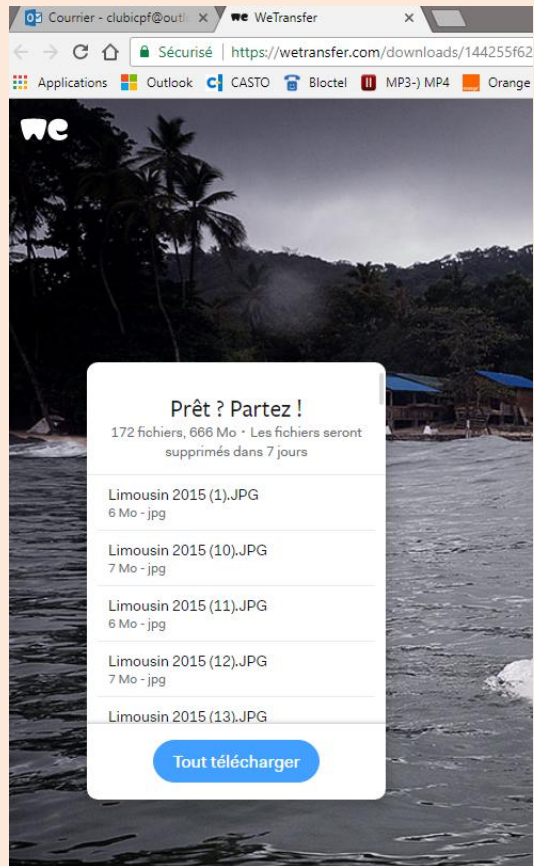 Courrier - clubicpf@outl
we WeTransfer
Sécurisé | https://wetransfer.com/downloads/144255f62
Applications Outlook CASTO Bloctel MP3-) MP4 Orange
we
Prêt ? Partez !
172 fichiers, 666 Mo · Les fichiers seront
supprimés dans 7 jours
Limousin 2015 (1).JPG
6 Mo - jpg
Limousin 2015 (10).JPG
7 Mo - jpg
Limousin 2015 (11).JPG
6 Mo - jpg
Limousin 2015 (12).JPG
7 Mo - jpg
Limousin 2015 (13).JPG
Tout télécharger